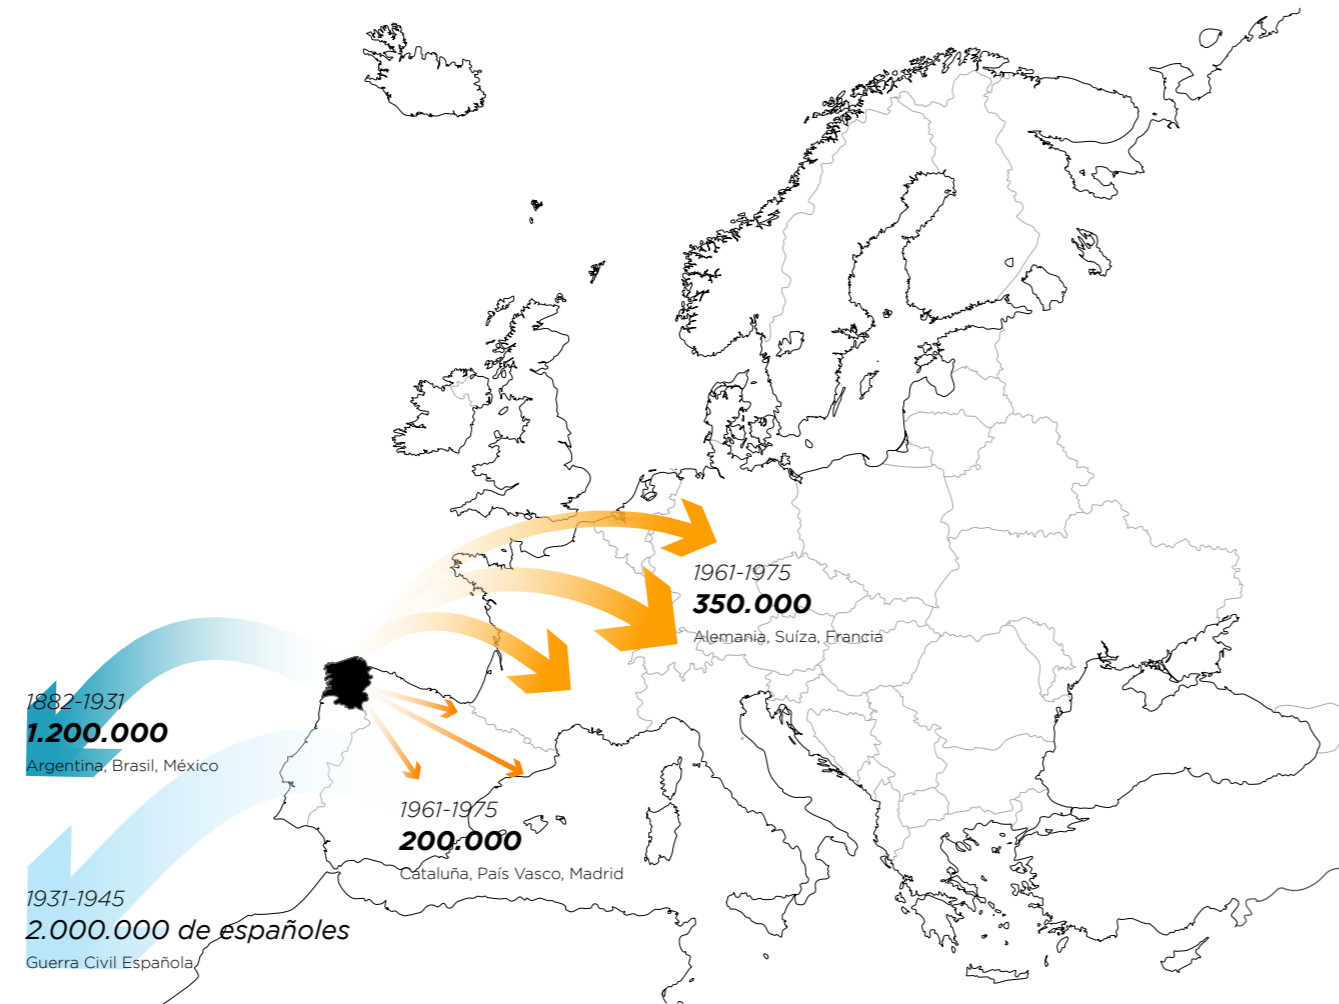 1961-1975
350.000
Alemania, Suíza, Francia
1882-1931
1.200.000
Argentina, Brasil, México
1961-1975
200.000
Cataluña, País Vasco, Madrid
1931-1945
2.000.000 de españoles
Guerra Civil Española